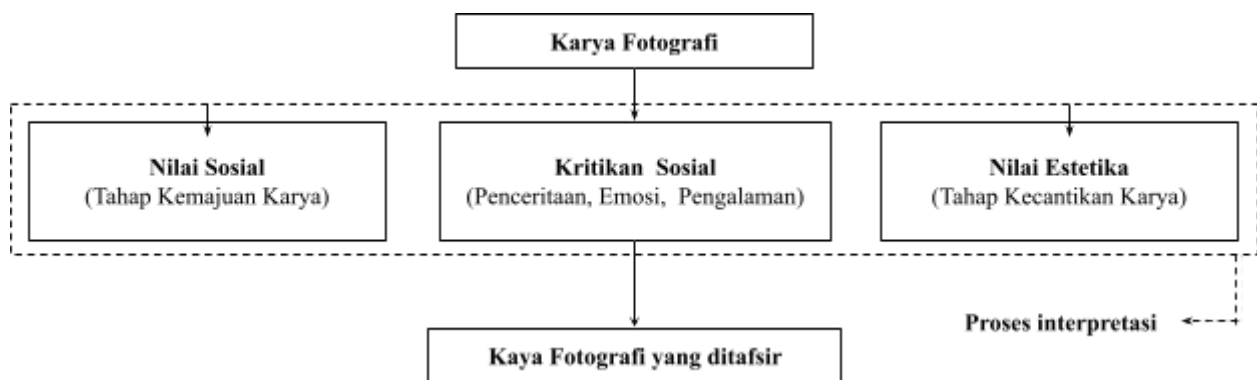 Karya Fotografi
Nilai Sosial
(Tahap Kemajuan Karya)
Kritikan Sosial
(Penceritaan, Emosi, Pengalaman)
Nilai Estetika
(Tahap Kecantikan Karya)
Proses interpretasi
Kaya Fotografi yang ditafsir